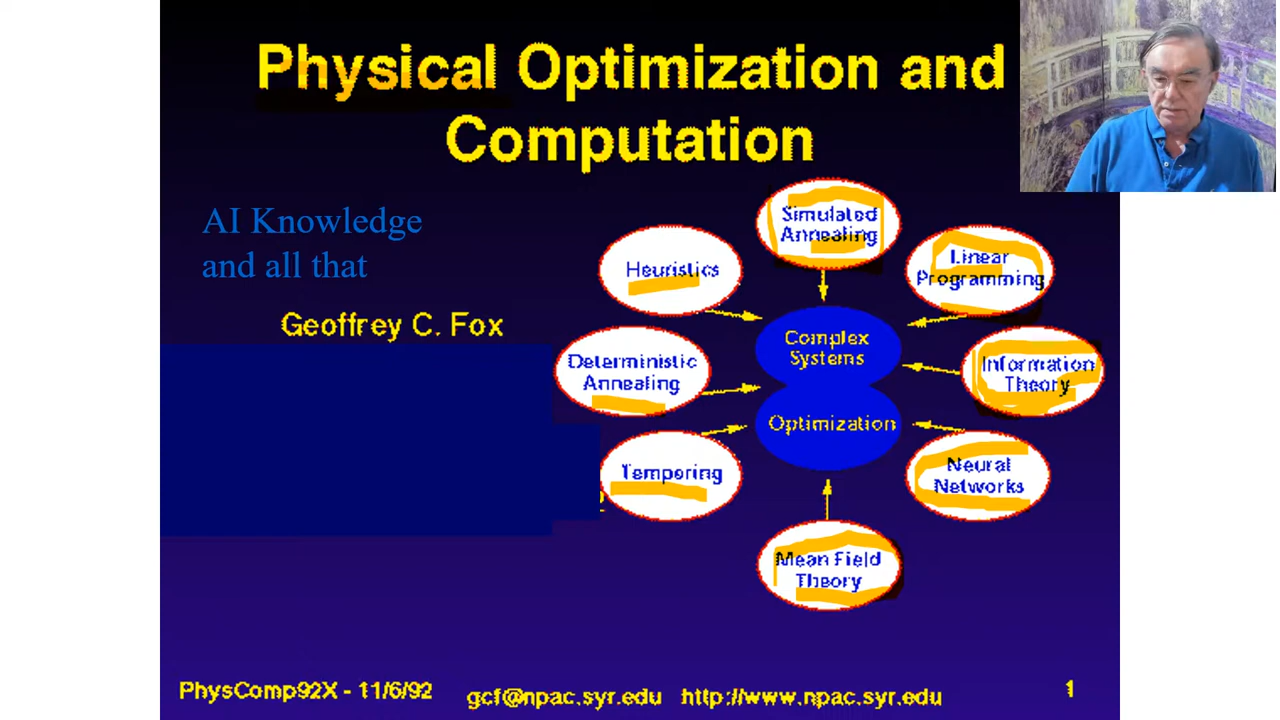 Physical Optimization and
Computation
AI Knowledge
and all that
Geoffrey C. Fox
Simulated
Annealing
Heuristics
Linear
Programming
Complex
Systems
Deterministic
Annealing
Information
Theory
Optimization
Tempering
Neural
Networks
Mean Field
Theory
PhysComp92X - 11/6/92
gcf@npac.syr.edu http://www.npac.syr.edu
1